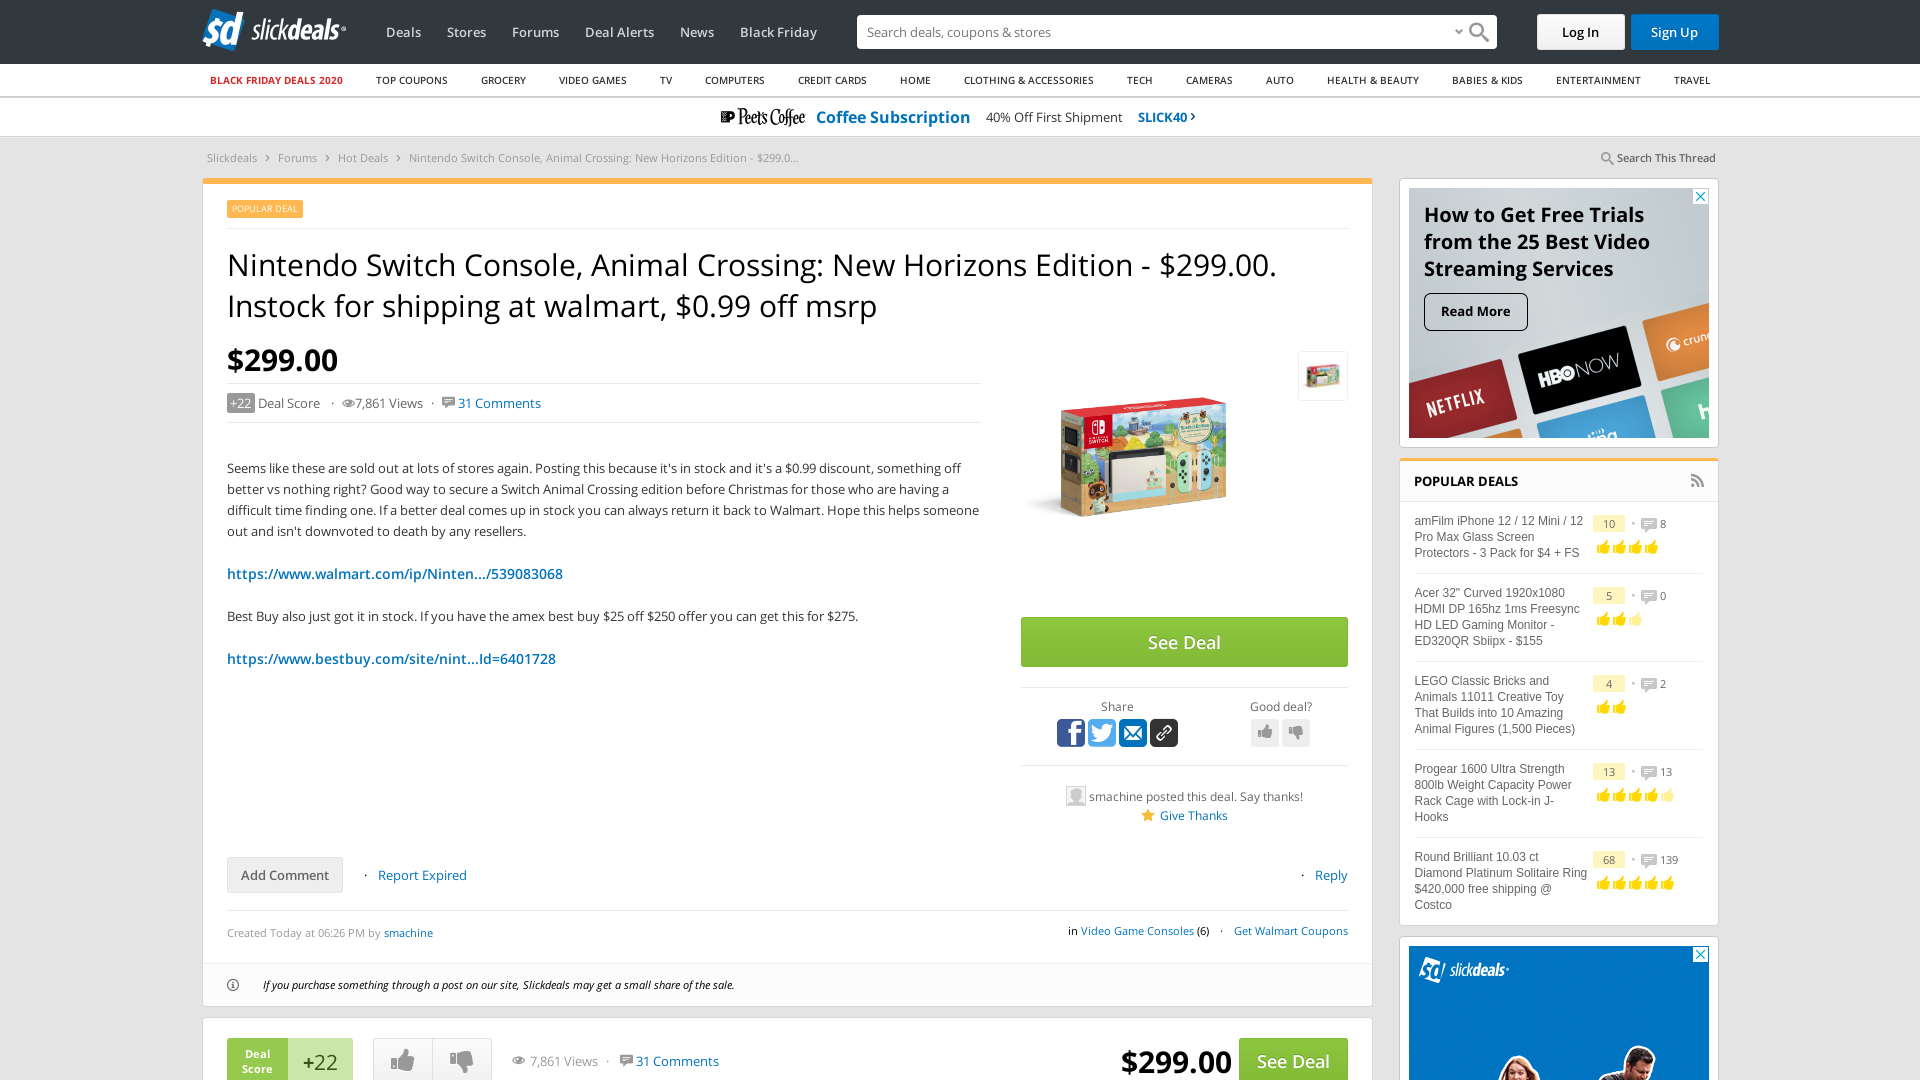 slickdeals
Deals
Stores
Forums
Deal Alerts
News
Black Friday
Search deals, coupons & shopping
Log In
Sign Up
BLACK FRIDAY DEALS 2020
TOP COUPONS
GROCERY
VIDEO GAMES
TV
COMPUTERS
CREDIT CARDS
HOME
CLOTHING & ACCESSORIES
TECH
CAMERAS
AUTO
HEALTH & BEAUTY
BABIES & KIDS
ENTERTAINMENT
TRAVEL
Peet's Coffee Coffee Subscription 40% Off First Shipment SLICK40 ›
Slickdeals › Forums › Hot Deals › Nintendo Switch Console, Animal Crossing: New Horizons Edition - $299.0...
Search This Thread
POPULAR DEAL
Nintendo Switch Console, Animal Crossing: New Horizons Edition - $299.00.
Instock for shipping at walmart, $0.99 off msrp
$299.00
+22 Deal Score · 7,861 Views · 31 Comments
Seems like these are sold out at lots of stores again. Posting this because it's in stock and it's a $0.99 discount, something off
better vs nothing right? Good way to secure a Switch Animal Crossing edition before Christmas for those who are having a
difficult time finding one. If a better deal comes up in stock you can always return it back to Walmart. Hope this helps someone
out and isn't downvoted to death by any resellers.
https://www.walmart.com/ip/Ninten.../539083068
Best Buy also just got it in stock. If you have the amex best buy $25 off $250 offer you can get this for $275.
https://www.bestbuy.com/site/nint...Id=6401728
See Deal
Share
Good deal?
smachine posted this deal. Say thanks!
Give Thanks
Add Comment · Report Expired
· Reply
Created Today at 06:26 PM by smachine
in Video Game Consoles (6) · Get Walmart Coupons
If you purchase something through a post on our site, Slickdeals may get a small share of the sale.
Deal
Score
+22
7,861 Views · 31 Comments
$299.00
See Deal
How to Get Free Trials
from the 25 Best Video
Streaming Services
Read More
NETFLIX
HBO NOW
crun
POPULAR DEALS
amFilm iPhone 12 / 12 Mini / 12
Pro Max Glass Screen
Protectors - 3 Pack for $4 + FS
10 · 8
Acer 32" Curved 1920x1080
HDMI DP 165hz 1ms Freesync
HD LED Gaming Monitor -
ED320QR Sbiipx - $155
5 · 0
LEGO Classic Bricks and
Animals 11011 Creative Toy
That Builds into 10 Amazing
Animal Figures (1,500 Pieces)
4 · 2
Progear 1600 Ultra Strength
800lb Weight Capacity Power
Rack Cage with Lock-in J-
Hooks
13 · 13
Round Brilliant 10.03 ct
Diamond Platinum Solitaire Ring
$420,000 free shipping @
Costco
68 · 139
slickdeals